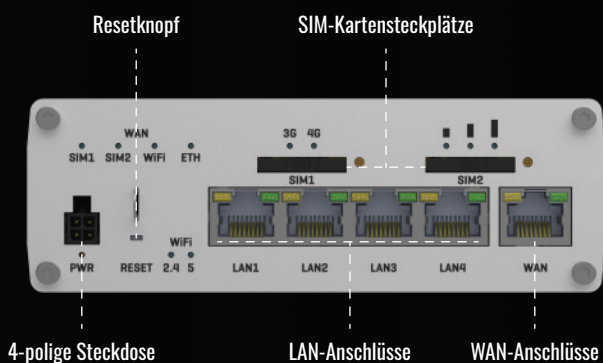 Resetknopf SIM-Kartensteckplätze
WAN 3G 4G
SIM1 SIM2 WiFi ETH
SIM1 SIM2
WiFi
PWR RESET 2.4 5 LAN1 LAN2 LAN3 LAN4 WAN
4-polige Steckdose LAN-Anschlüsse WAN-Anschlüsse